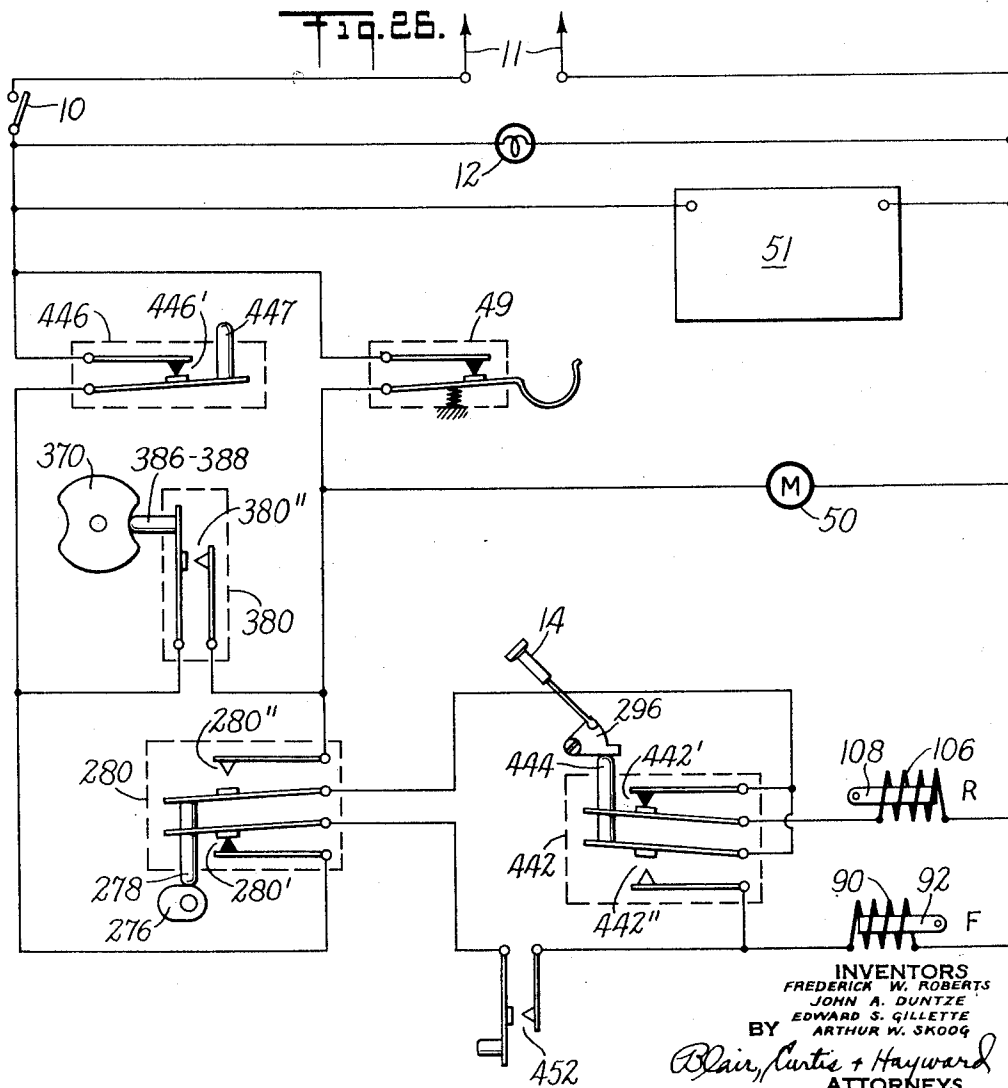 Fig. 26.
11
10
12
51
446
446'
447
49
370
386-388
380"
380
M
50
14
296
280"
280
444
442'
108
106
R
442
278
280'
276
442"
90
92
F
452
INVENTORS
FREDERICK W. ROBERTS
JOHN A. DUNTZE
EDWARD S. GILLETTE
BY ARTHUR W. SKOOG
Blair, Curtis + Hayward
ATTORNEYS